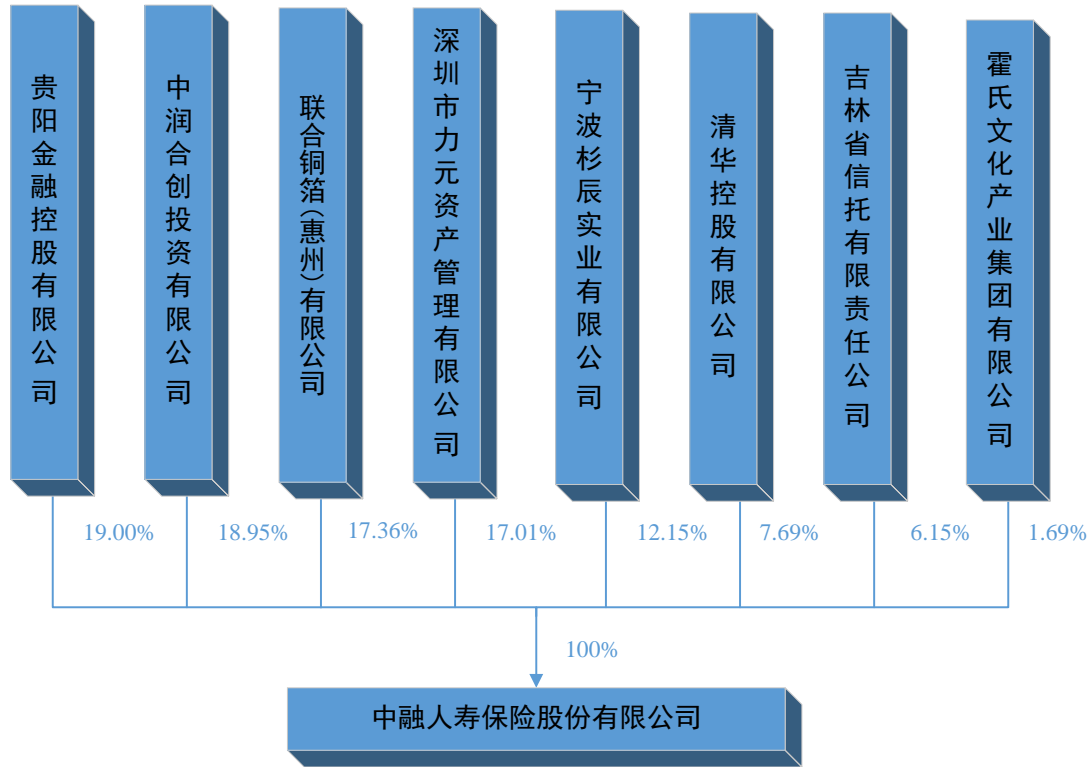 贵阳金融控股有限公司
中润合创投资有限公司
联合铜箔(惠州)有限公司
深圳市力元资产管理有限公司
宁波杉辰实业有限公司
清华控股有限公司
吉林省信托有限责任公司
霍氏文化产业集团有限公司
19.00%
18.95%
17.36%
17.01%
12.15%
7.69%
6.15%
1.69%
100%
中融人寿保险股份有限公司